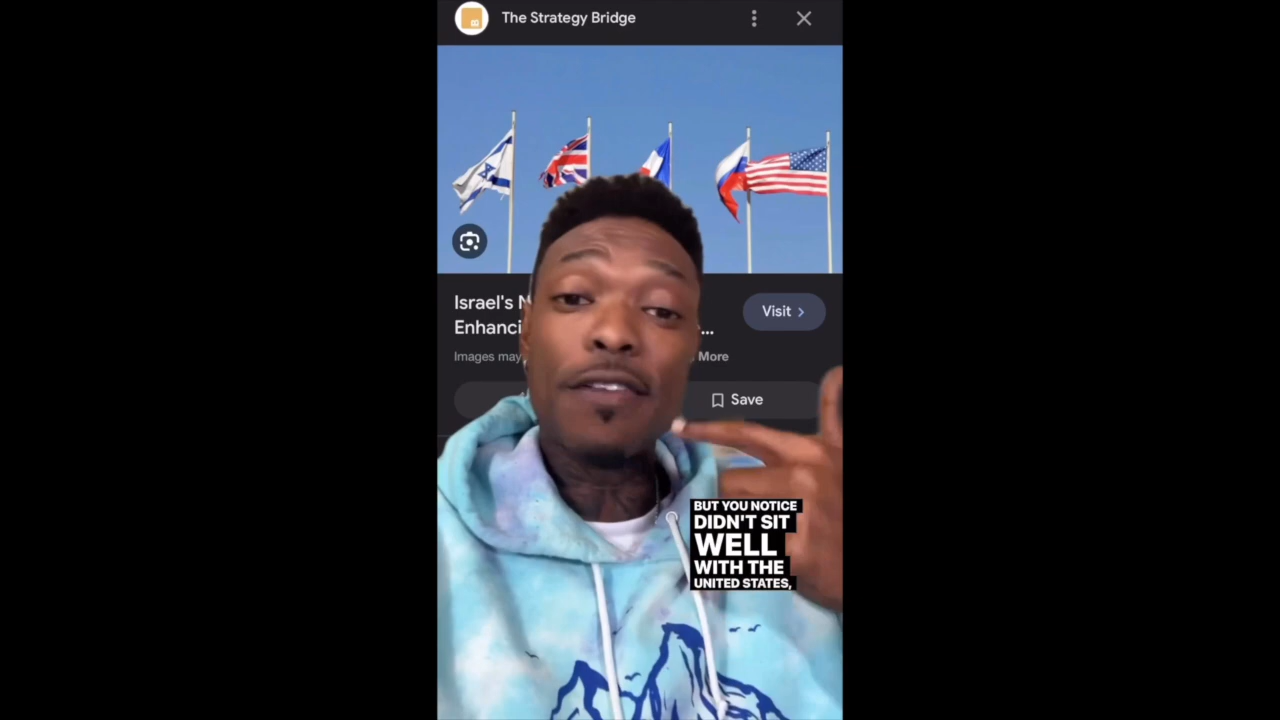 The Strategy Bridge
Israel's
Visit >
Enhanci
...
Images may
More
Save
BUT YOU NOTICE
DIDN'T SIT
WELL
WITH THE
UNITED STATES,